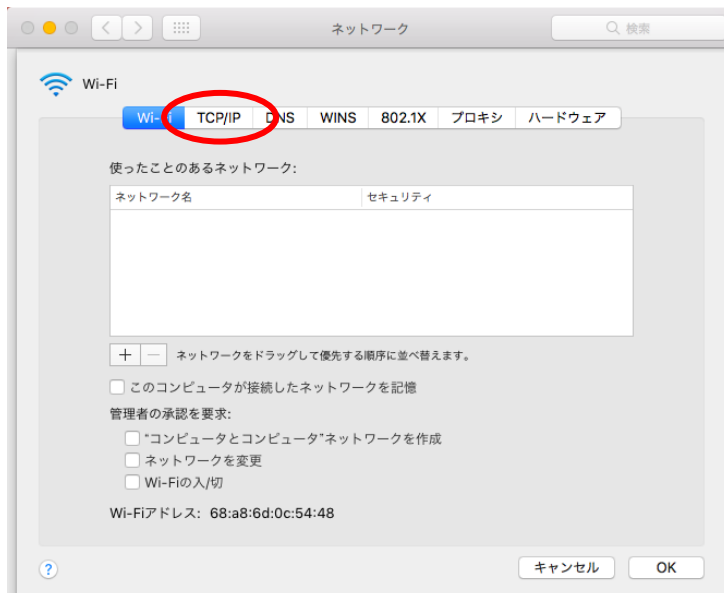 ネットワーク
検索
Wi-Fi
Wi-Fi TCP/IP DNS WINS 802.1X プロキシ ハードウェア
使ったことのあるネットワーク:
ネットワーク名 セキュリティ
+ − ネットワークをドラッグして優先する順序に並べ替えます。
このコンピュータが接続したネットワークを記憶
管理者の承認を要求:
“コンピュータとコンピュータ”ネットワークを作成
ネットワークを変更
Wi-Fiの入/切
Wi-Fiアドレス: 68:a8:6d:0c:54:48
? キャンセル OK